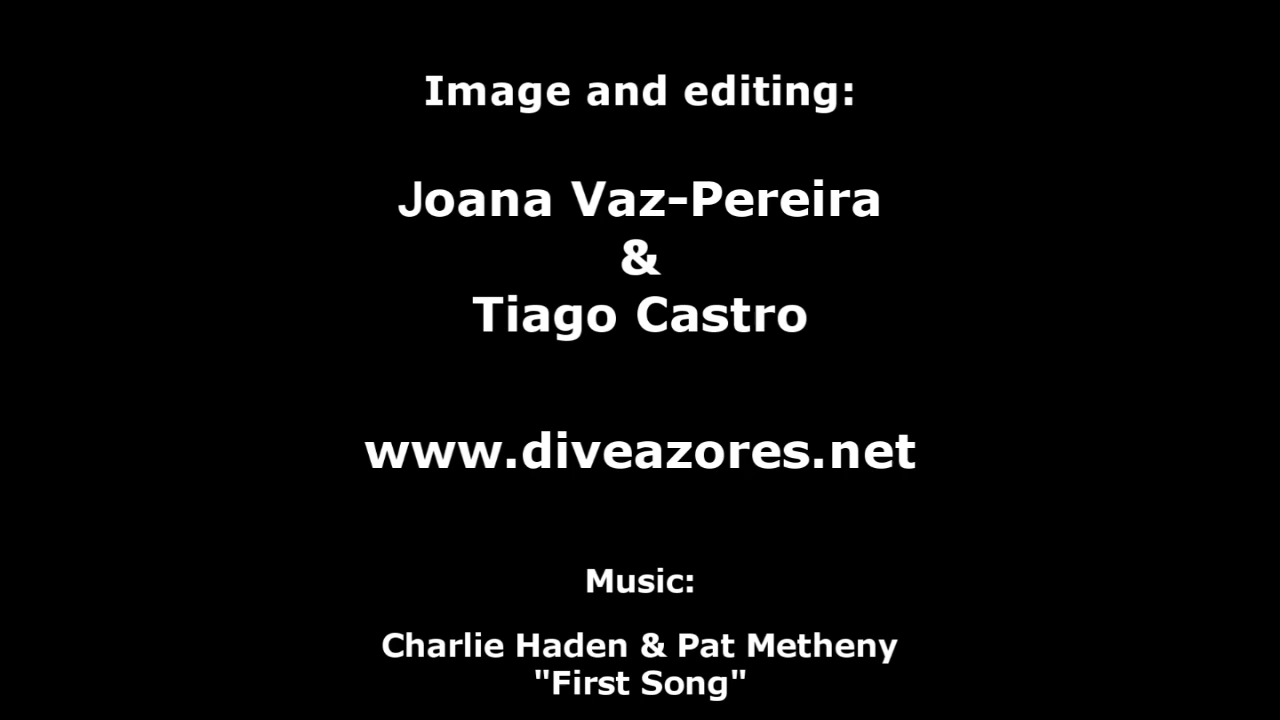 Image and editing:
Joana Vaz-Pereira
&
Tiago Castro
www.diveazores.net
Music:
Charlie Haden & Pat Metheny
"First Song"